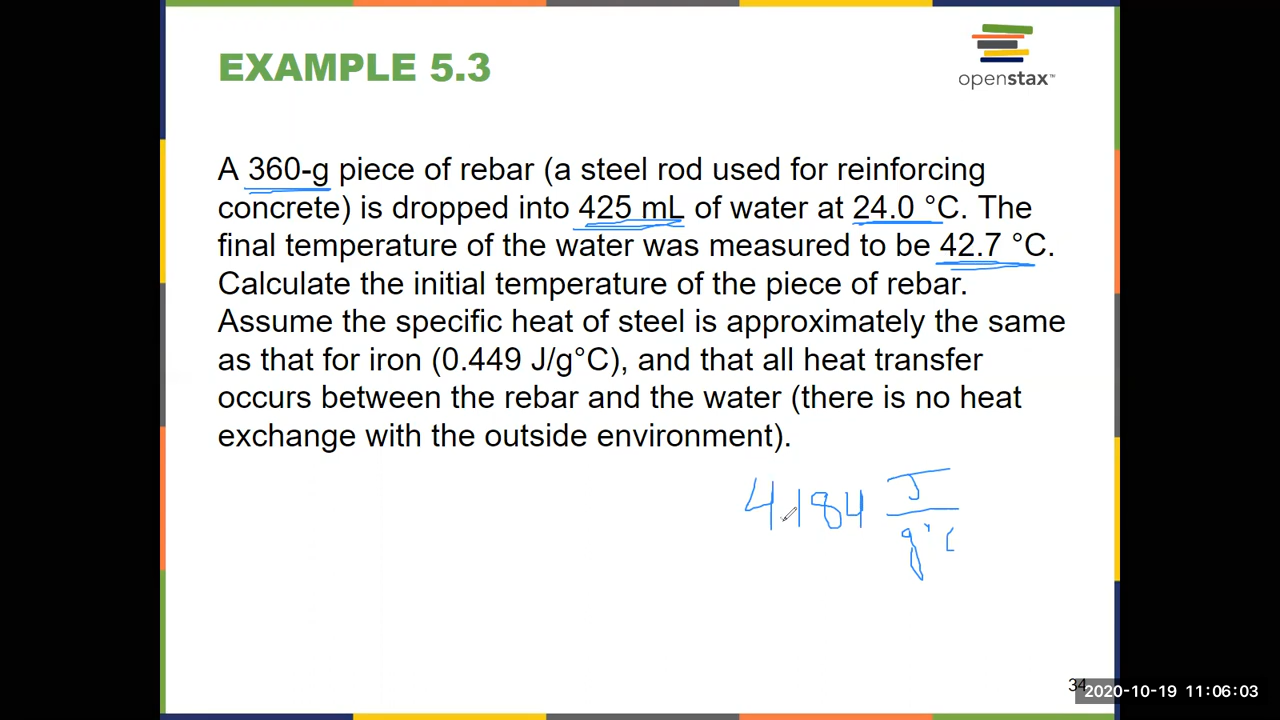 EXAMPLE 5.3
openstax™
A 360-g piece of rebar (a steel rod used for reinforcing
concrete) is dropped into 425 mL of water at 24.0 °C. The
final temperature of the water was measured to be 42.7 °C.
Calculate the initial temperature of the piece of rebar.
Assume the specific heat of steel is approximately the same
as that for iron (0.449 J/g°C), and that all heat transfer
occurs between the rebar and the water (there is no heat
exchange with the outside environment).
4.184 J
g°C
34
2020-10-19 11:06:03